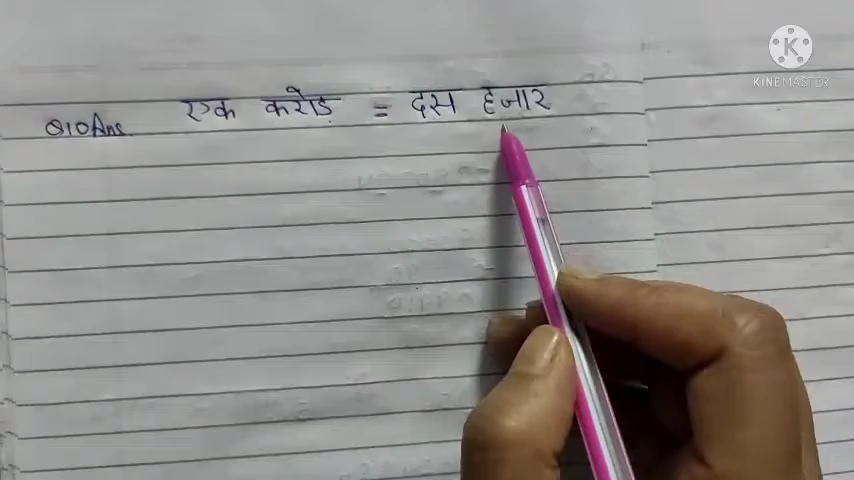 K
KINEMASTER
Q10Ans एक करोड़ = दस हजार